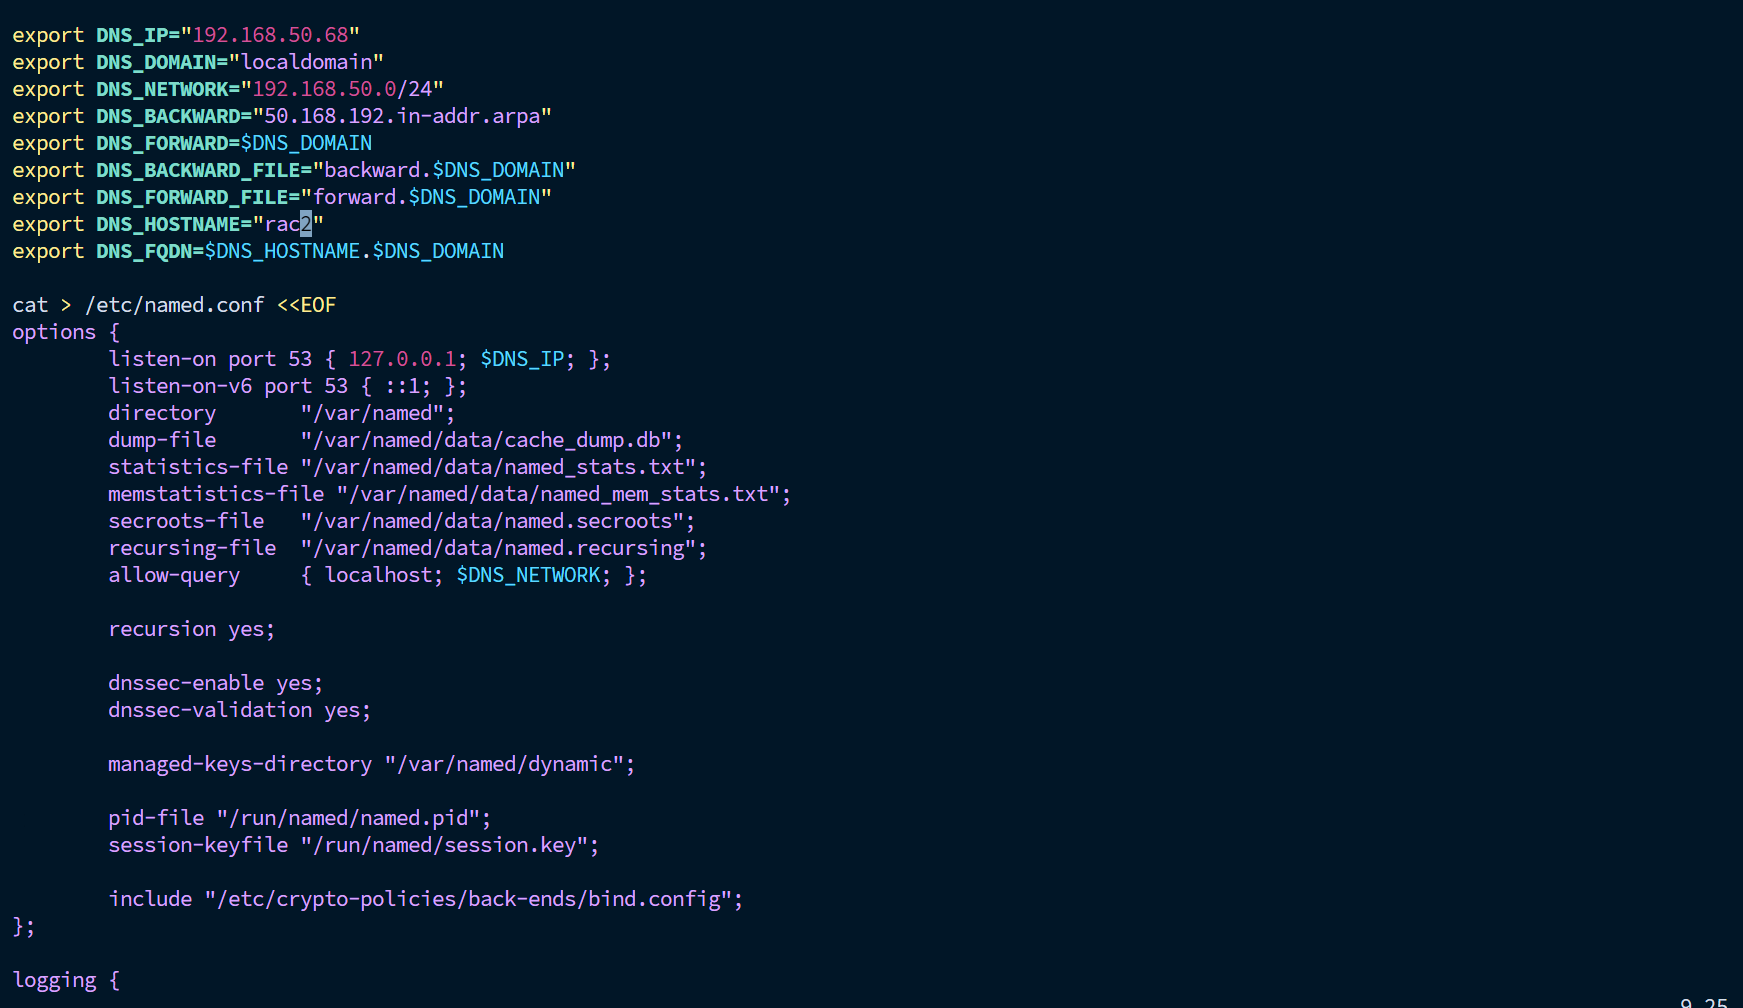 export DNS_IP="192.168.50.68"
export DNS_DOMAIN="localdomain"
export DNS_NETWORK="192.168.50.0/24"
export DNS_BACKWARD="50.168.192.in-addr.arpa"
export DNS_FORWARD=$DNS_DOMAIN
export DNS_BACKWARD_FILE="backward.$DNS_DOMAIN"
export DNS_FORWARD_FILE="forward.$DNS_DOMAIN"
export DNS_HOSTNAME="rac2"
export DNS_FQDN=$DNS_HOSTNAME.$DNS_DOMAIN

cat > /etc/named.conf <<EOF
options {
        listen-on port 53 { 127.0.0.1; $DNS_IP; };
        listen-on-v6 port 53 { ::1; };
        directory       "/var/named";
        dump-file       "/var/named/data/cache_dump.db";
        statistics-file "/var/named/data/named_stats.txt";
        memstatistics-file "/var/named/data/named_mem_stats.txt";
        secroots-file   "/var/named/data/named.secroots";
        recursing-file  "/var/named/data/named.recursing";
        allow-query     { localhost; $DNS_NETWORK; };

        recursion yes;

        dnssec-enable yes;
        dnssec-validation yes;

        managed-keys-directory "/var/named/dynamic";

        pid-file "/run/named/named.pid";
        session-keyfile "/run/named/session.key";

        include "/etc/crypto-policies/back-ends/bind.config";
};

logging {
9,25